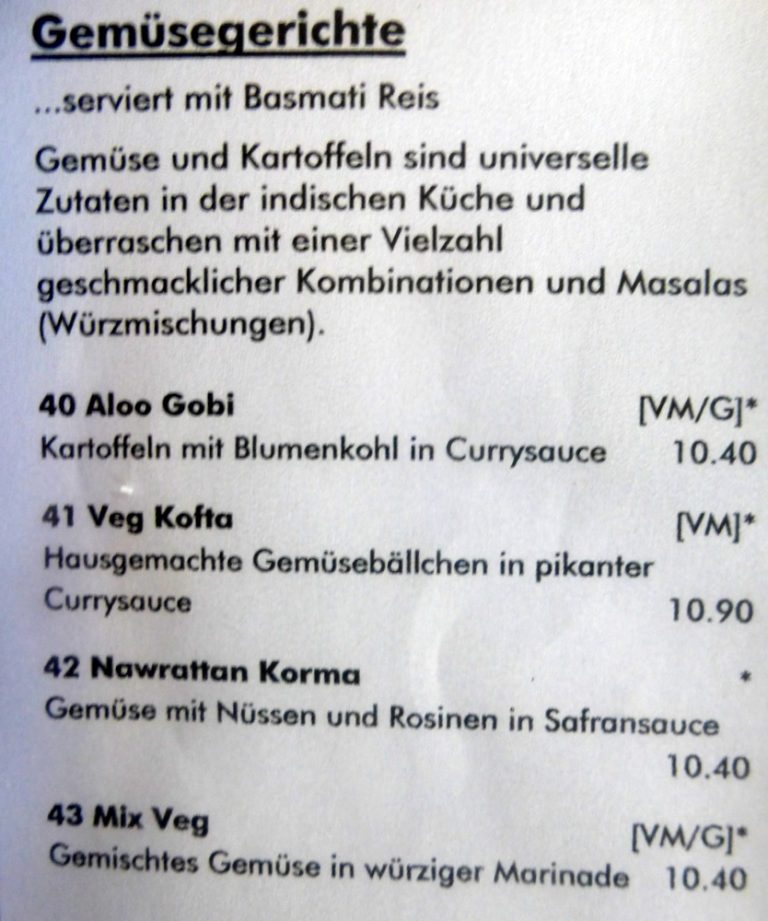 Gemüsegerichte
...serviert mit Basmati Reis
Gemüse und Kartoffeln sind universelle
Zutaten in der indischen Küche und
überraschen mit einer Vielzahl
geschmacklicher Kombinationen und Masalas
(Würzmischungen).
40 Aloo Gobi [VM/G]*
Kartoffeln mit Blumenkohl in Currysauce 10.40
41 Veg Kofta [VM]*
Hausgemachte Gemüsebällchen in pikanter
Currysauce 10.90
42 Nawrattan Korma *
Gemüse mit Nüssen und Rosinen in Safransauce
10.40
43 Mix Veg [VM/G]*
Gemischtes Gemüse in würziger Marinade 10.40